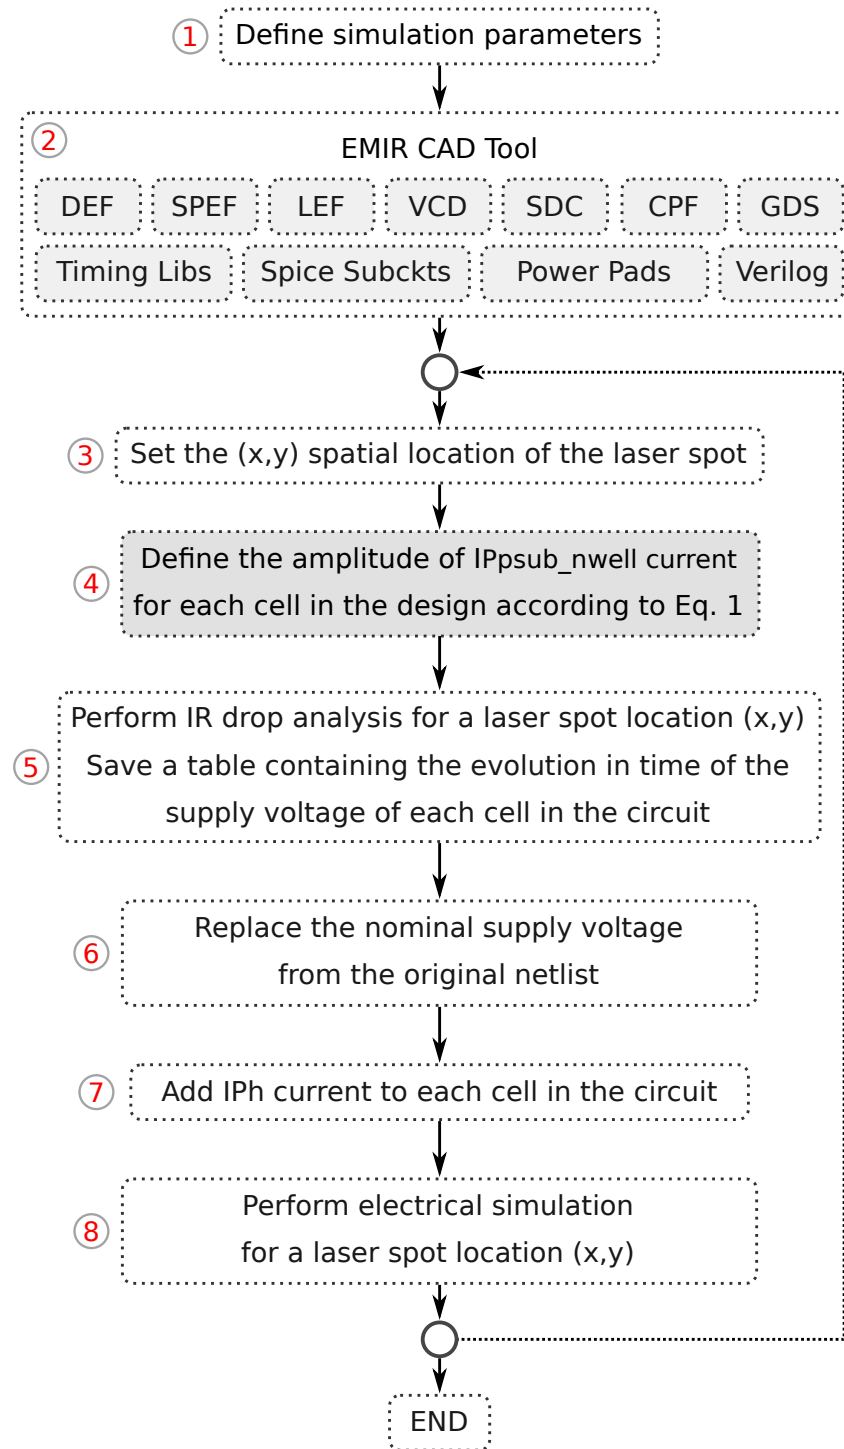 1 Define simulation parameters
2
EMIR CAD Tool
DEF SPEF LEF VCD SDC CPF GDS
Timing Libs Spice Subckts Power Pads Verilog
3 Set the (x,y) spatial location of the laser spot
Define the amplitude of IPpsub_nwell current
4
for each cell in the design according to Eq. 1
Perform IR drop analysis for a laser spot location (x,y)
5 Save a table containing the evolution in time of the
supply voltage of each cell in the circuit
Replace the nominal supply voltage
6
from the original netlist
7 Add IPh current to each cell in the circuit
Perform electrical simulation
8
for a laser spot location (x,y)
END